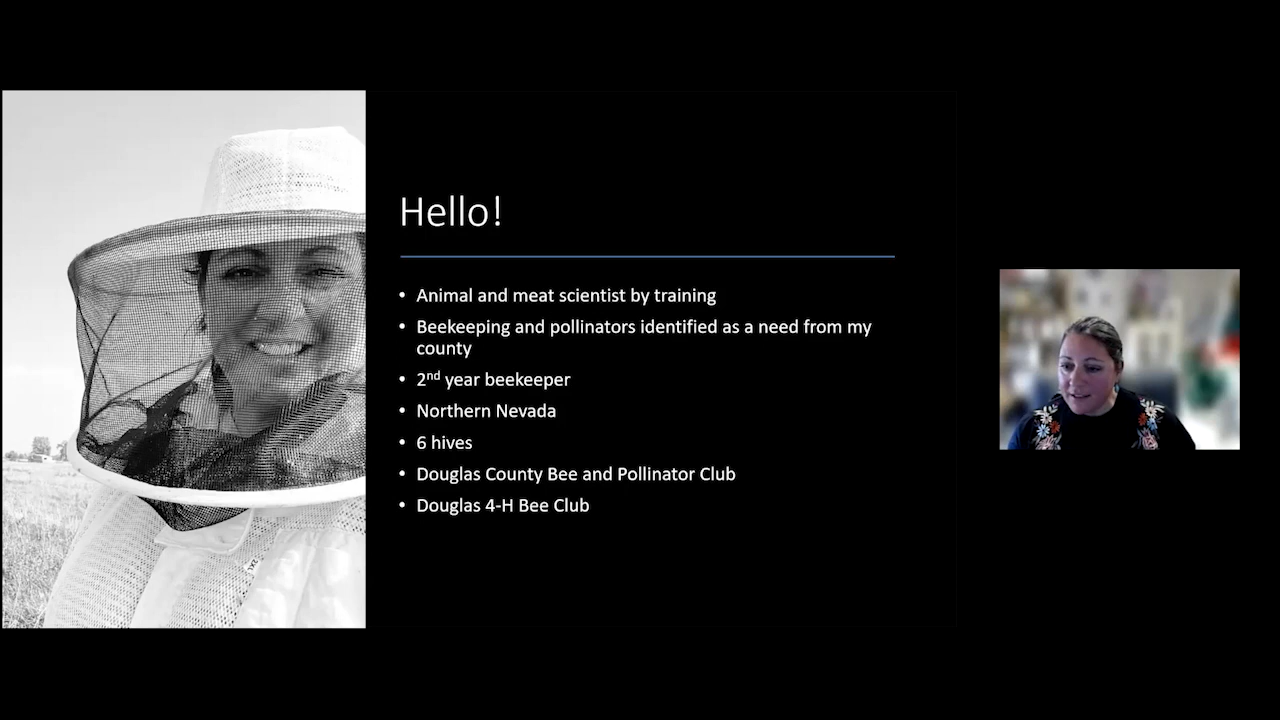 Hello!
• Animal and meat scientist by training
• Beekeeping and pollinators identified as a need from my
county
• 2nd year beekeeper
• Northern Nevada
• 6 hives
• Douglas County Bee and Pollinator Club
• Douglas 4-H Bee Club
2XL